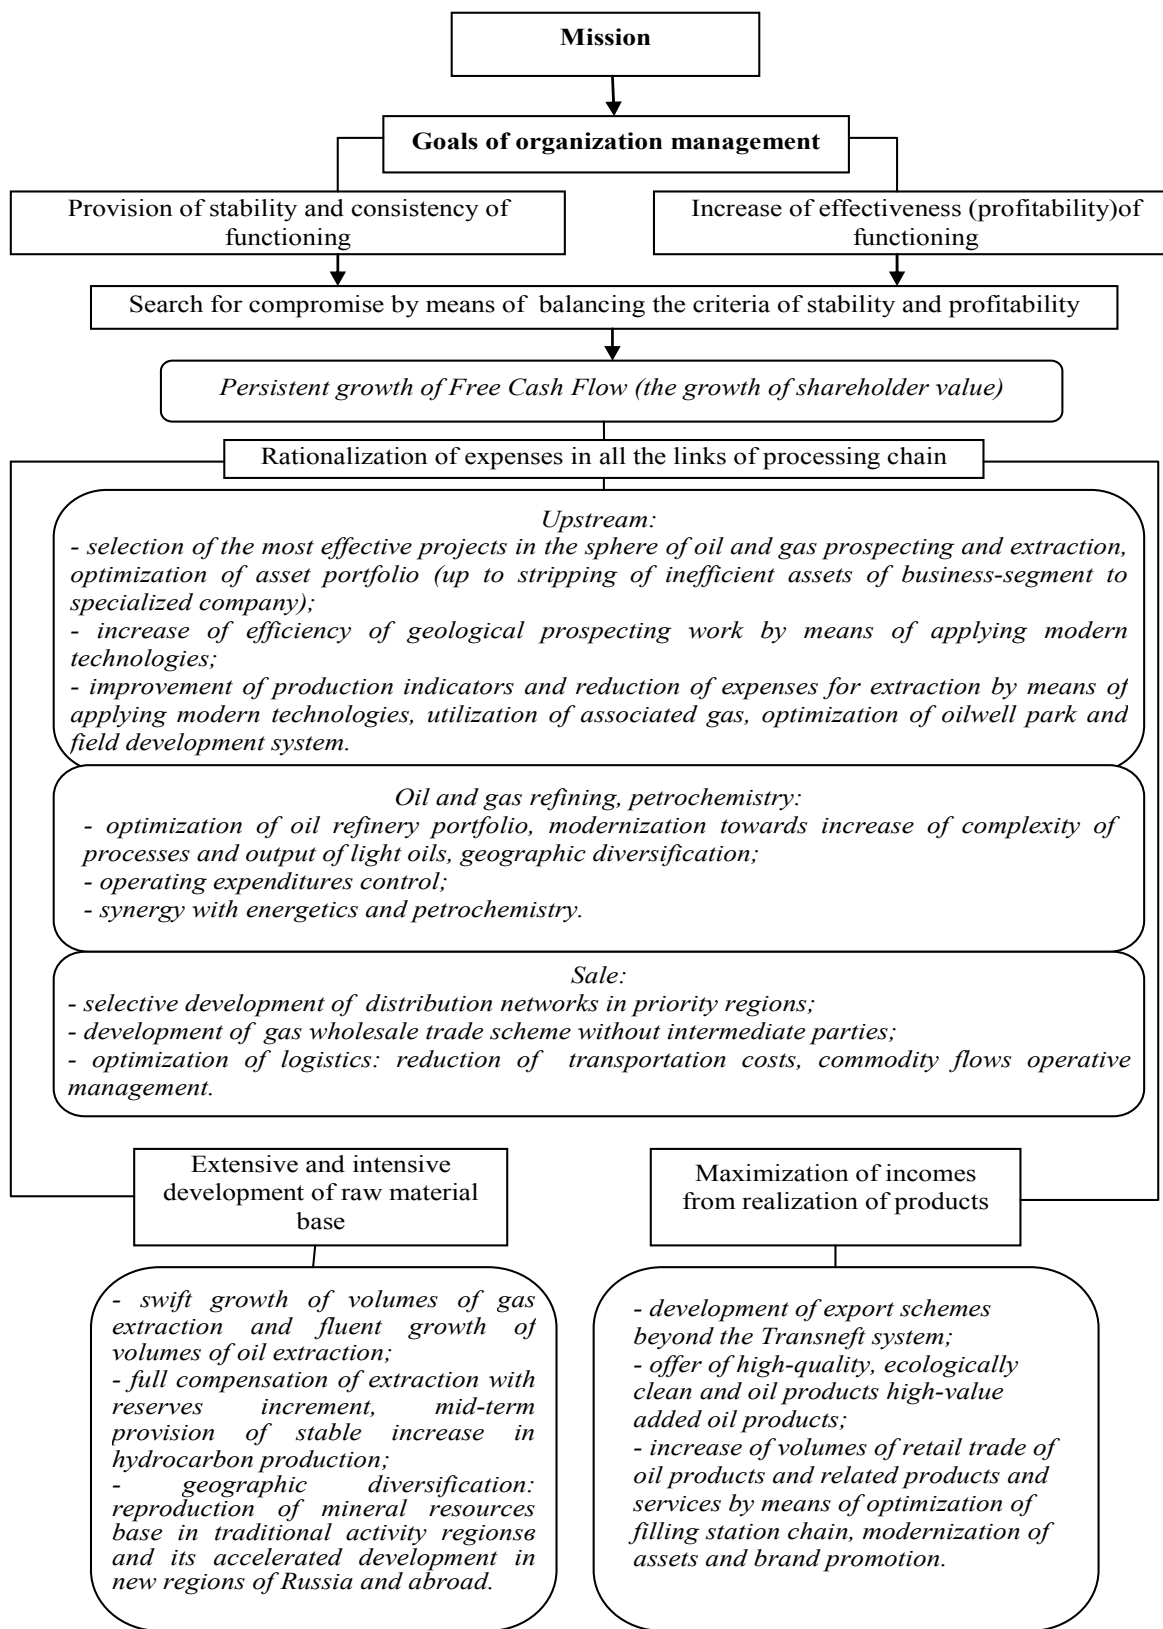 Mission
Goals of organization management
Provision of stability and consistency of
functioning
Increase of effectiveness (profitability)of
functioning
Search for compromise by means of balancing the criteria of stability and profitability
Persistent growth of Free Cash Flow (the growth of shareholder value)
Rationalization of expenses in all the links of processing chain
Upstream:
- selection of the most effective projects in the sphere of oil and gas prospecting and extraction,
optimization of asset portfolio (up to stripping of inefficient assets of business-segment to
specialized company);
- increase of efficiency of geological prospecting work by means of applying modern
technologies;
- improvement of production indicators and reduction of expenses for extraction by means of
applying modern technologies, utilization of associated gas, optimization of oilwell park and
field development system.
Oil and gas refining, petrochemistry:
- optimization of oil refinery portfolio, modernization towards increase of complexity of
processes and output of light oils, geographic diversification;
- operating expenditures control;
- synergy with energetics and petrochemistry.
Sale:
- selective development of distribution networks in priority regions;
- development of gas wholesale trade scheme without intermediate parties;
- optimization of logistics: reduction of transportation costs, commodity flows operative
management.
Extensive and intensive
development of raw material
base
Maximization of incomes
from realization of products
- swift growth of volumes of gas
extraction and fluent growth of
volumes of oil extraction;
- full compensation of extraction with
reserves increment, mid-term
provision of stable increase in
hydrocarbon production;
- geographic diversification:
reproduction of mineral resources
base in traditional activity regionsв
and its accelerated development in
new regions of Russia and abroad.
- development of export schemes
beyond the Transneft system;
- offer of high-quality, ecologically
clean and oil products high-value
added oil products;
- increase of volumes of retail trade of
oil products and related products and
services by means of optimization of
filling station chain, modernization of
assets and brand promotion.